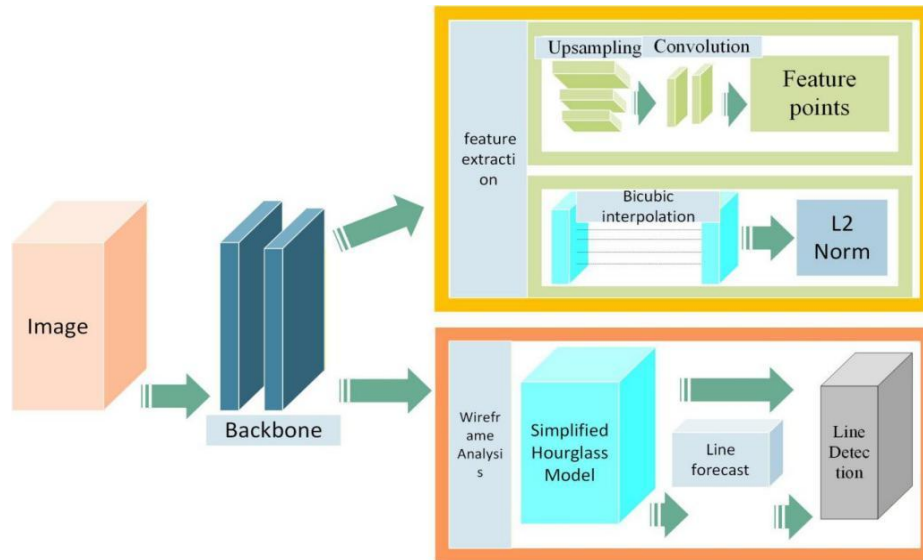 Image
Backbone
feature
extracti
on
Upsampling
Convolution
Feature
points
Bicubic
interpolation
L2
Norm
Wirefr
ame
Analysi
s
Simplified
Hourglass
Model
Line
forecast
Line
Detec
tion